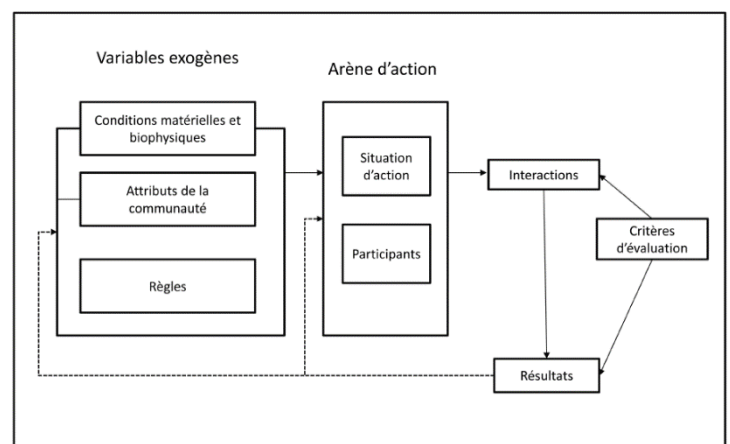 Variables exogènes
Arène d'action
Conditions matérielles et
biophysiques
Attributs de la
communauté
Règles
Situation
d'action
Participants
Interactions
Critères
d'évaluation
Résultats